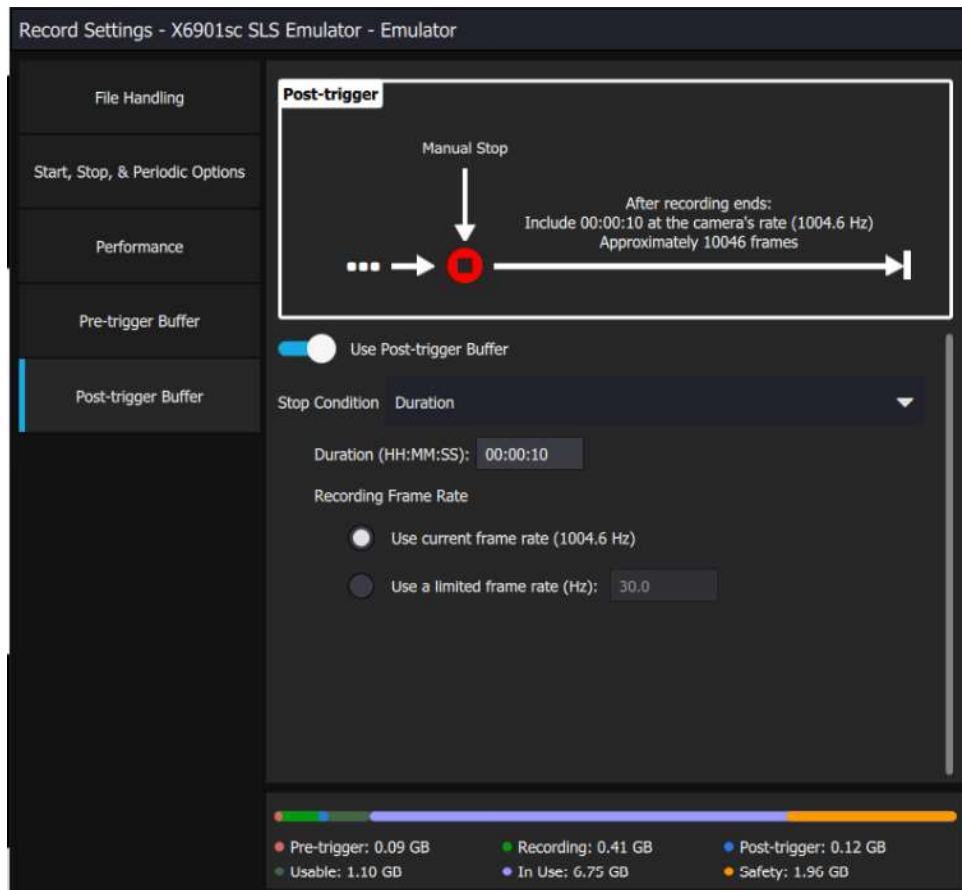 Record Settings - X6901sc SLS Emulator - Emulator
File Handling
Start, Stop, & Periodic Options
Performance
Pre-trigger Buffer
Post-trigger Buffer
Post-trigger
Manual Stop
After recording ends:
Include 00:00:10 at the camera's rate (1004.6 Hz)
Approximately 10046 frames
Use Post-trigger Buffer
Stop Condition Duration
Duration (HH:MM:SS): 00:00:10
Recording Frame Rate
Use current frame rate (1004.6 Hz)
Use a limited frame rate (Hz): 30.0
Pre-trigger: 0.09 GB Recording: 0.41 GB Post-trigger: 0.12 GB
Usable: 1.10 GB In Use: 6.75 GB Safety: 1.96 GB